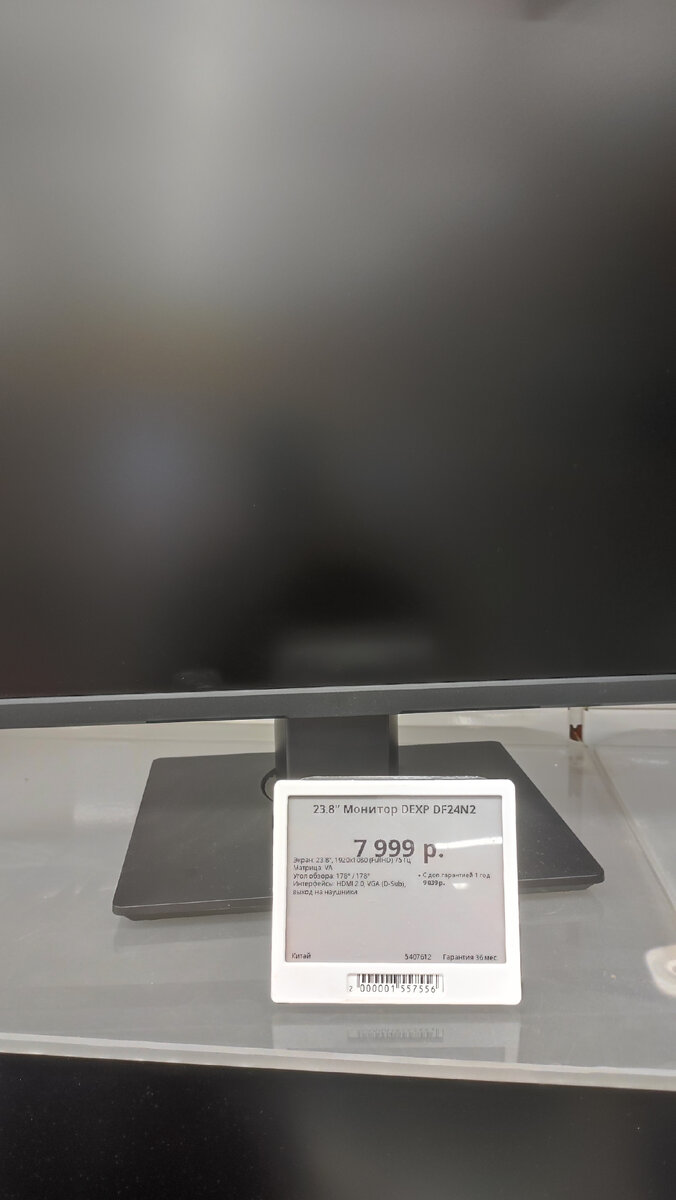 23.8" Монитор DEXP DF24N2
7 999 р.
Экран: 23.8", 1920x1080 (FullHD) 75 Гц
Матрица: VA
Угол обзора: 178° / 178°
Интерфейсы: HDMI 2.0, VGA (D-Sub),
выход на наушники
• С доп. гарантией 1 год
9 039 р.
Китай 5407612 Гарантия 36 мес.
2 000001 557556